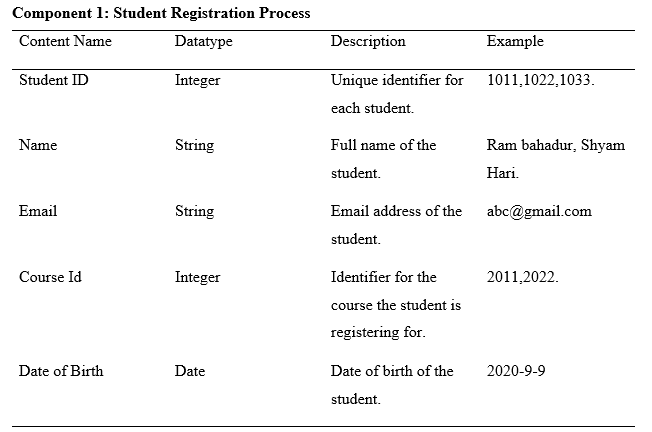 Component 1: Student Registration Process
Content Name Datatype Description Example
Student ID Integer Unique identifier for 1011,1022,1033.
each student.
Name String Full name of the Ram bahadur, Shyam
student. Hari.
Email String Email address of the abc@gmail.com
student.
Course Id Integer Identifier for the 2011,2022.
course the student is
registering for.
Date of Birth Date Date of birth of the 2020-9-9
student.